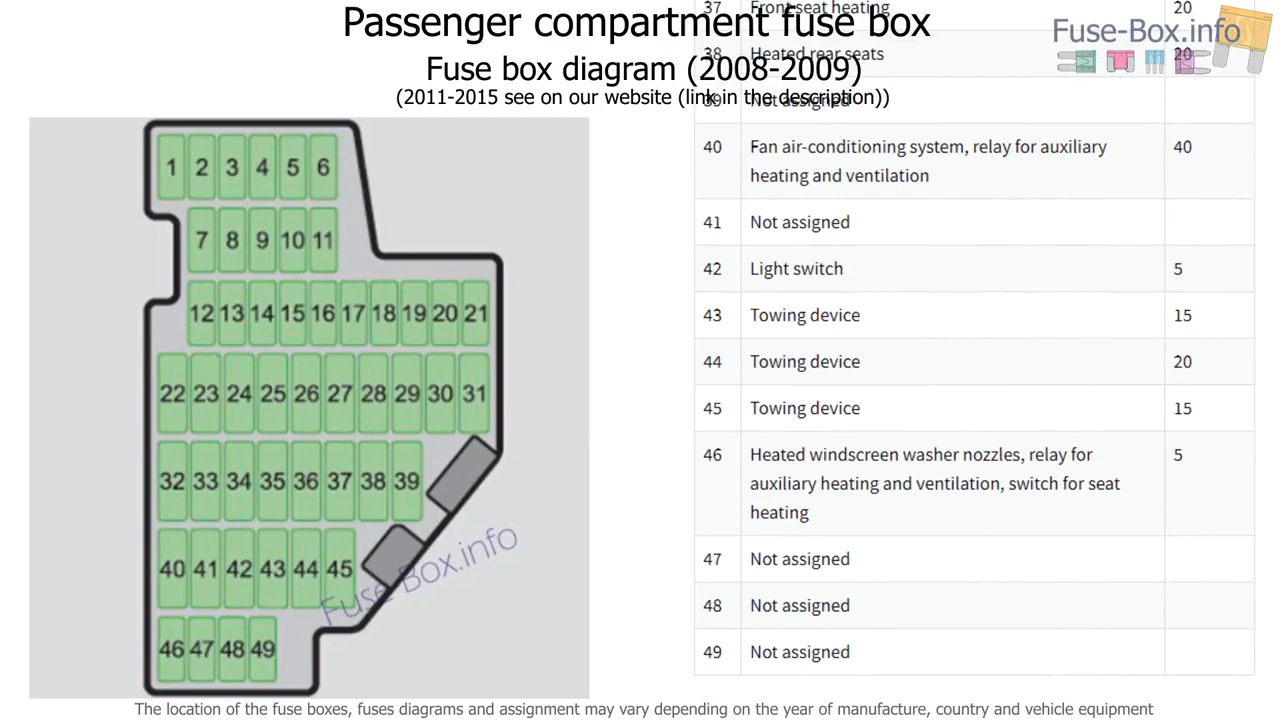 Passenger compartment fuse box
Fuse box diagram (2008-2009)
(2011-2015 see on our website (link in the description))
Fuse-Box.info
1 2 3 4 5 6
7 8 9 10 11
12 13 14 15 16 17 18 19 20 21
22 23 24 25 26 27 28 29 30 31
32 33 34 35 36 37 38 39
40 41 42 43 44 45
46 47 48 49
Fuse-Box.info
37 Front seat heating 20
38 Heated rear seats 20
39 Not assigned
40 Fan air-conditioning system, relay for auxiliary 40
heating and ventilation
41 Not assigned
42 Light switch 5
43 Towing device 15
44 Towing device 20
45 Towing device 15
46 Heated windscreen washer nozzles, relay for 5
auxiliary heating and ventilation, switch for seat
heating
47 Not assigned
48 Not assigned
49 Not assigned
The location of the fuse boxes, fuses diagrams and assignment may vary depending on the year of manufacture, country and vehicle equipment